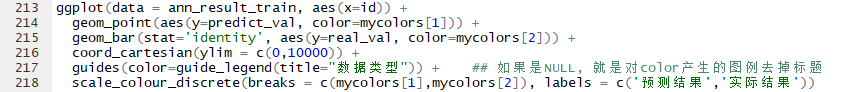 213 ggplot(data = ann_result_train, aes(x=id)) +
214   geom_point(aes(y=predict_val, color=mycolors[1])) +
215   geom_bar(stat='identity', aes(y=real_val, color=mycolors[2])) +
216   coord_cartesian(ylim = c(0,10000)) +
217   guides(color=guide_legend(title="数据类型")) +    ## 如果是NULL, 就是对color产生的图例去掉标题
218   scale_colour_discrete(breaks = c(mycolors[1],mycolors[2]), labels = c('预测结果','实际结果'))